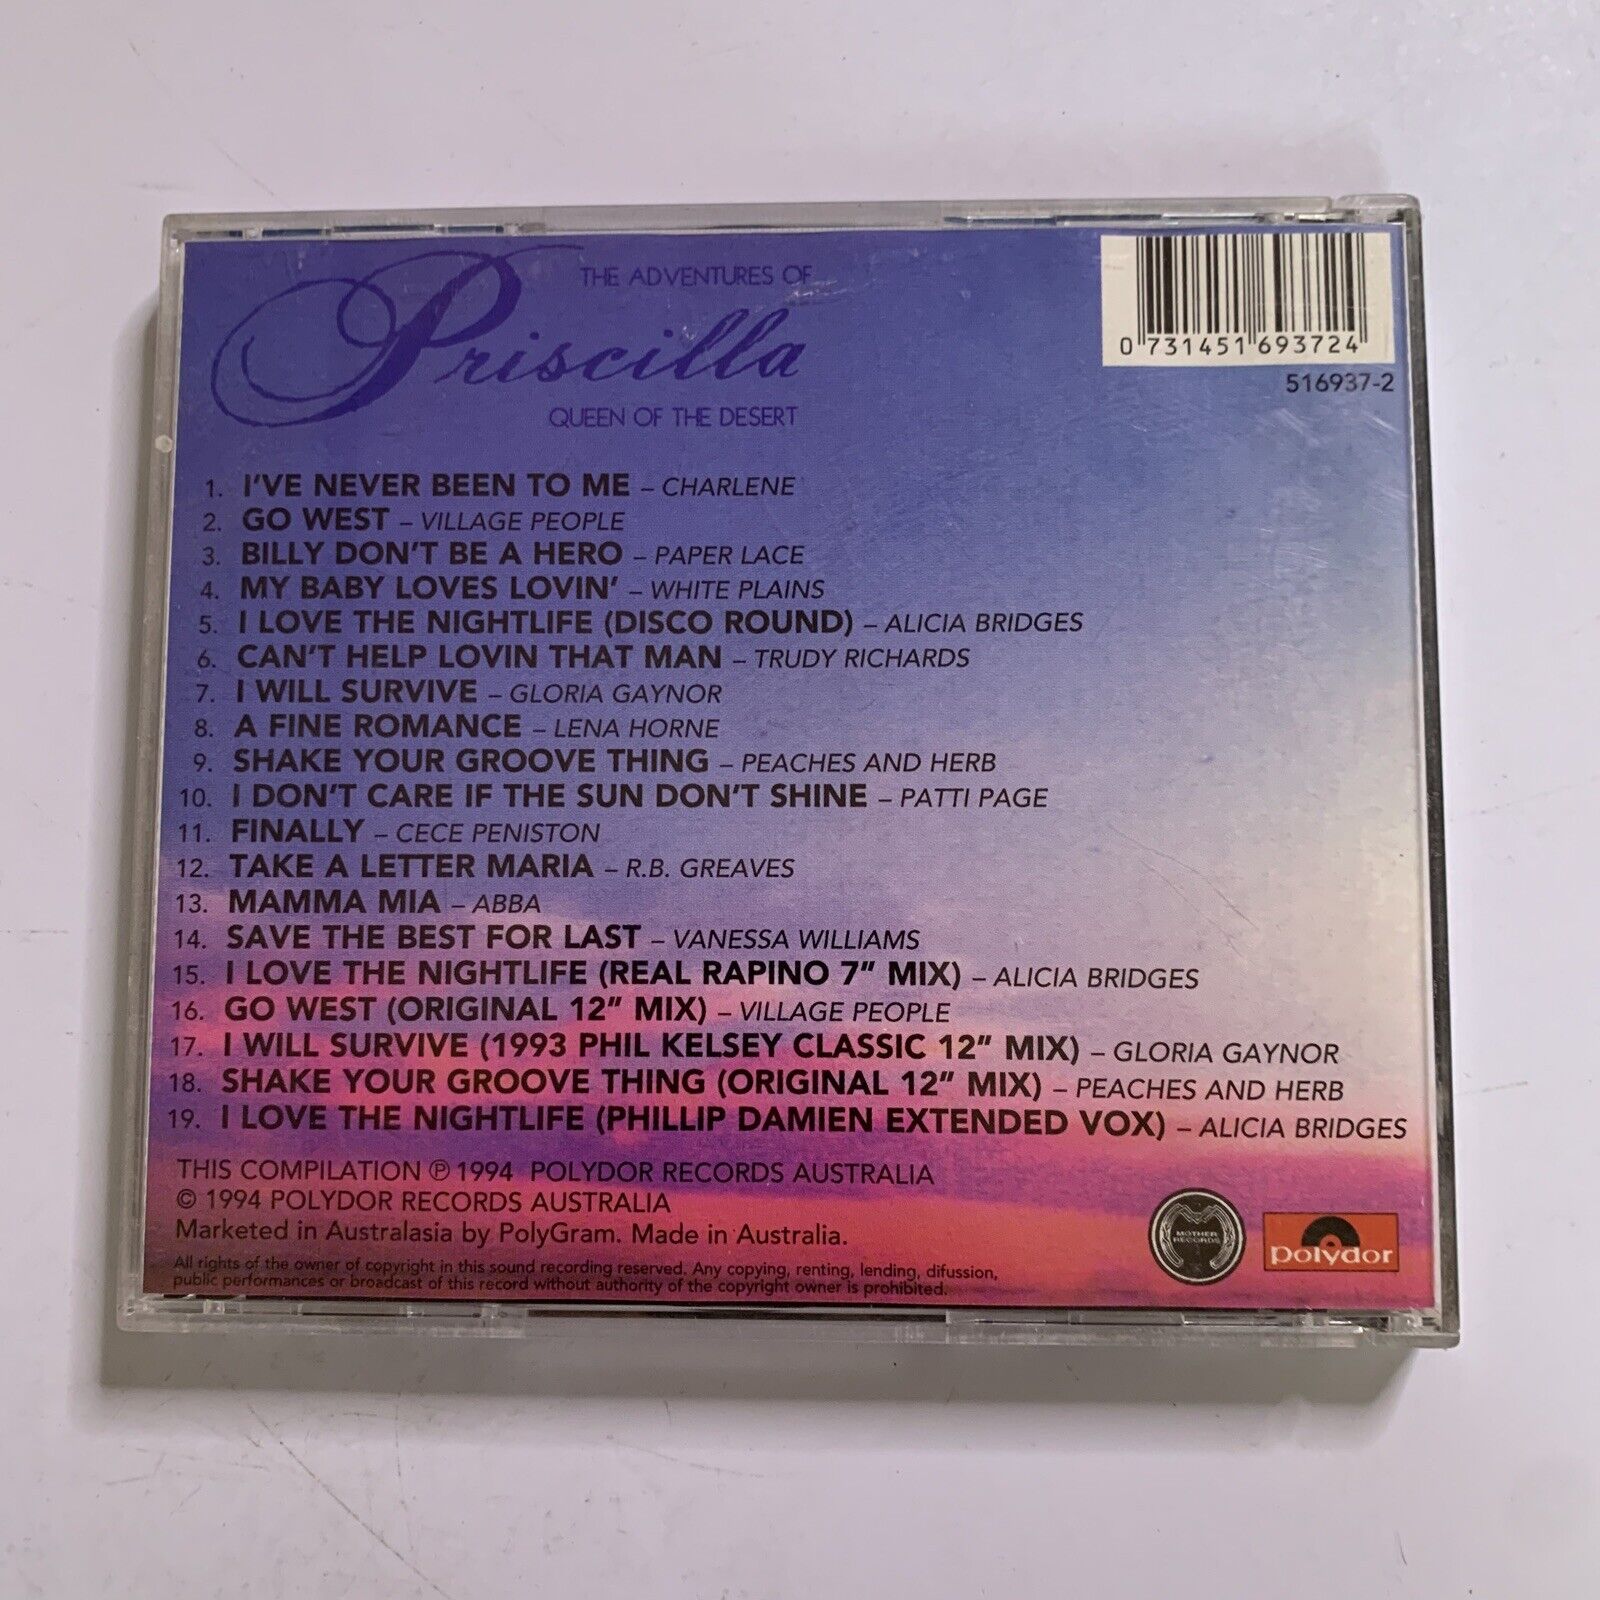 THE ADVENTURES OF
Priscilla
QUEEN OF THE DESERT
0 731451 693724
516937-2
1. I'VE NEVER BEEN TO ME – CHARLENE
2. GO WEST – VILLAGE PEOPLE
3. BILLY DON'T BE A HERO – PAPER LACE
4. MY BABY LOVES LOVIN' – WHITE PLAINS
5. I LOVE THE NIGHTLIFE (DISCO ROUND) – ALICIA BRIDGES
6. CAN'T HELP LOVIN THAT MAN – TRUDY RICHARDS
7. I WILL SURVIVE – GLORIA GAYNOR
8. A FINE ROMANCE – LENA HORNE
9. SHAKE YOUR GROOVE THING – PEACHES AND HERB
10. I DON'T CARE IF THE SUN DON'T SHINE – PATTI PAGE
11. FINALLY – CECE PENISTON
12. TAKE A LETTER MARIA – R.B. GREAVES
13. MAMMA MIA – ABBA
14. SAVE THE BEST FOR LAST – VANESSA WILLIAMS
15. I LOVE THE NIGHTLIFE (REAL RAPINO 7" MIX) – ALICIA BRIDGES
16. GO WEST (ORIGINAL 12" MIX) – VILLAGE PEOPLE
17. I WILL SURVIVE (1993 PHIL KELSEY CLASSIC 12" MIX) – GLORIA GAYNOR
18. SHAKE YOUR GROOVE THING (ORIGINAL 12" MIX) – PEACHES AND HERB
19. I LOVE THE NIGHTLIFE (PHILLIP DAMIEN EXTENDED VOX) – ALICIA BRIDGES
THIS COMPILATION ℗ 1994 POLYDOR RECORDS AUSTRALIA
© 1994 POLYDOR RECORDS AUSTRALIA
Marketed in Australasia by PolyGram. Made in Australia.
All rights of the owner of copyright in this sound recording reserved. Any copying, renting, lending, difussion,
public performances or broadcast of this record without authority of the copyright owner is prohibited.
MOTHER
RECORDS
polydor